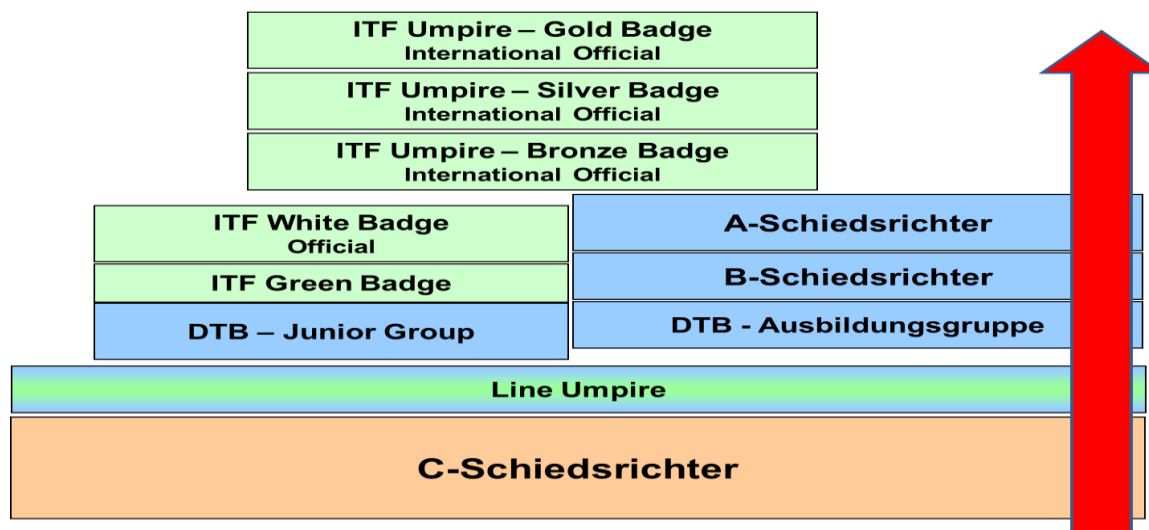 ITF Umpire – Gold Badge
International Official
ITF Umpire – Silver Badge
International Official
ITF Umpire – Bronze Badge
International Official
ITF White Badge
Official
ITF Green Badge
DTB – Junior Group
A-Schiedsrichter
B-Schiedsrichter
DTB - Ausbildungsgruppe
Line Umpire
C-Schiedsrichter